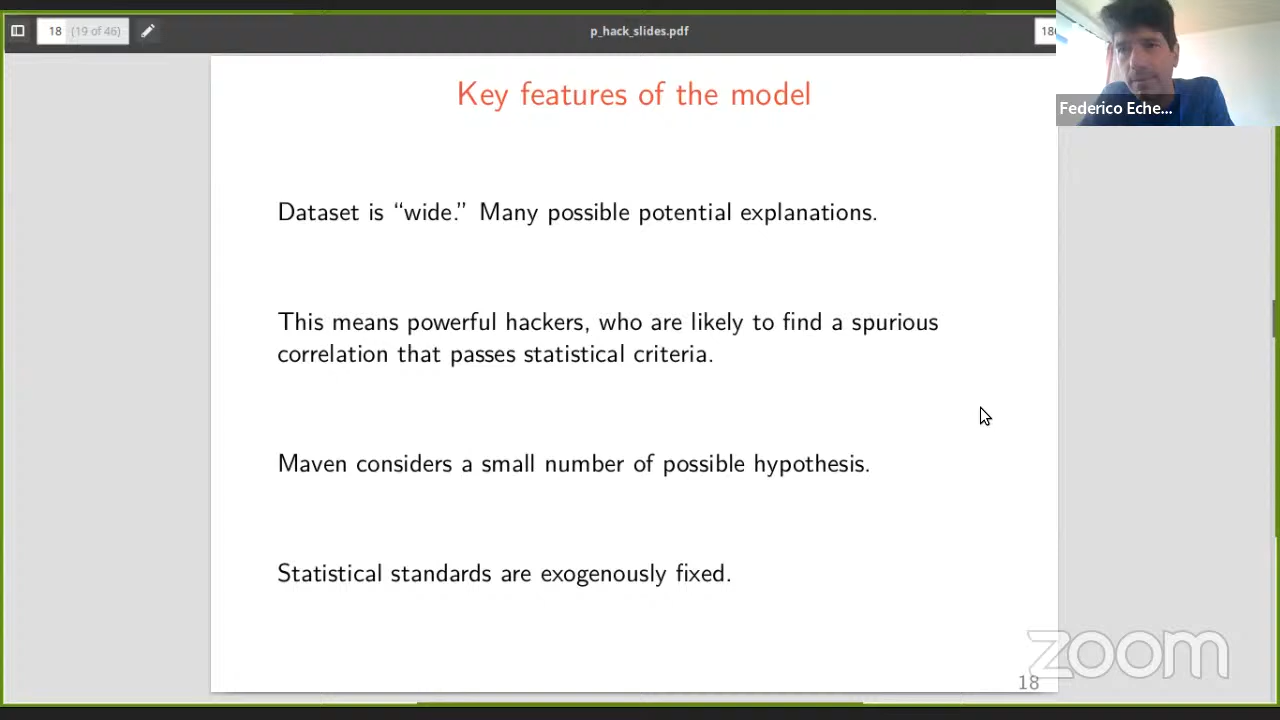 18 (19 of 46)
p_hack_slides.pdf
Federico Eche...
Key features of the model
Dataset is “wide.” Many possible potential explanations.
This means powerful hackers, who are likely to find a spurious
correlation that passes statistical criteria.
Maven considers a small number of possible hypothesis.
Statistical standards are exogenously fixed.
zoom
18